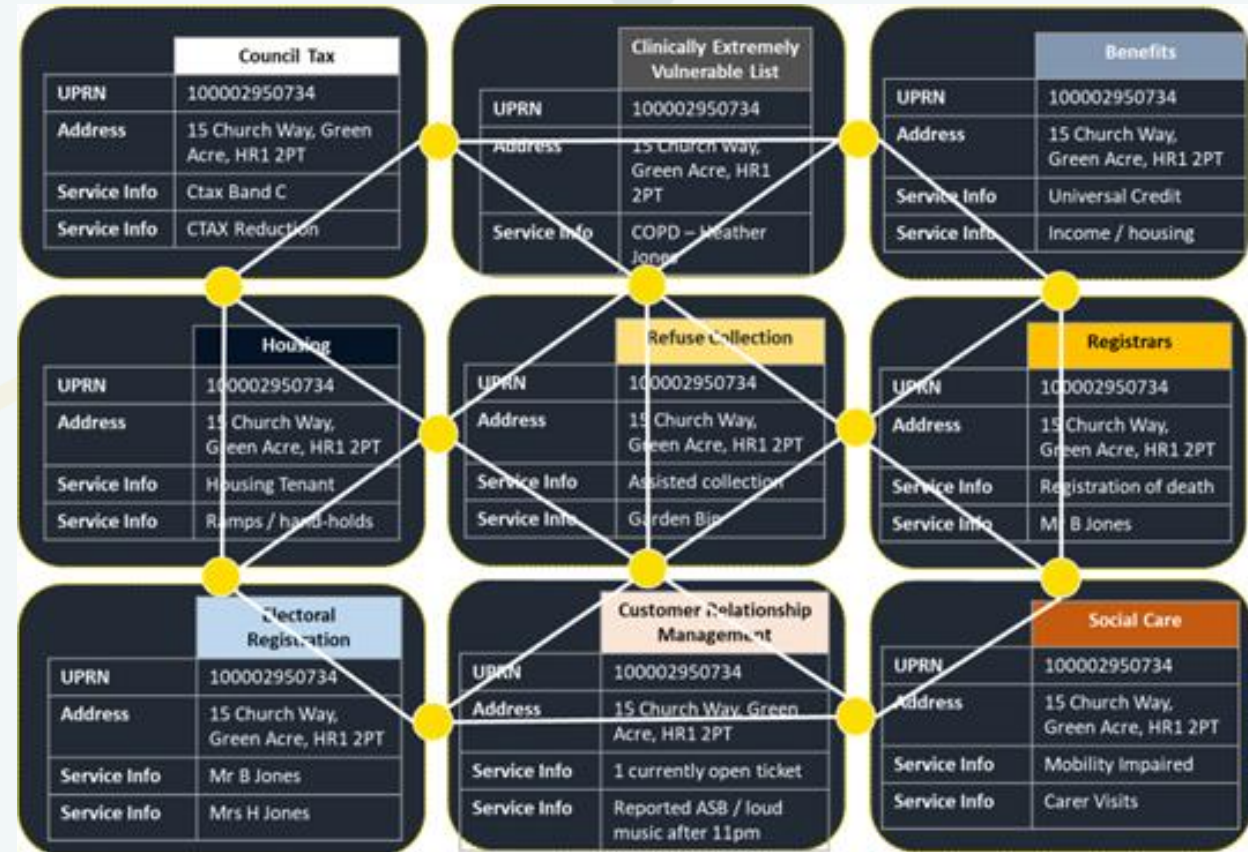 Council Tax
UPRN 100002950734
Address 15 Church Way, Green
Acre, HR1 2PT
Service Info Ctax Band C
Service Info CTAX Reduction
Clinically Extremely
Vulnerable List
UPRN 100002950734
Address 15 Church Way,
Green Acre, HR1
2PT
Service Info COPD – Heather
Jones
Benefits
UPRN 100002950734
Address 15 Church Way,
Green Acre, HR1 2PT
Service Info Universal Credit
Service Info Income / housing
Housing
UPRN 100002950734
Address 15 Church Way,
Green Acre, HR1 2PT
Service Info Housing Tenant
Service Info Ramps / hand-holds
Refuse Collection
UPRN 100002950734
Address 15 Church Way,
Green Acre, HR1 2PT
Service Info Assisted collection
Service Info Garden Bin
Registrars
UPRN 100002950734
Address 15 Church Way,
Green Acre, HR1 2PT
Service Info Registration of death
Service Info Mr B Jones
Electoral
Registration
UPRN 100002950734
Address 15 Church Way,
Green Acre, HR1 2PT
Service Info Mr B Jones
Service Info Mrs H Jones
Customer Relationship
Management
UPRN 100002950734
Address 15 Church Way, Green
Acre, HR1 2PT
Service Info 1 currently open ticket
Service Info Reported ASB / loud
music after 11pm
Social Care
UPRN 100002950734
Address 15 Church Way,
Green Acre, HR1 2PT
Service Info Mobility Impaired
Service Info Carer Visits